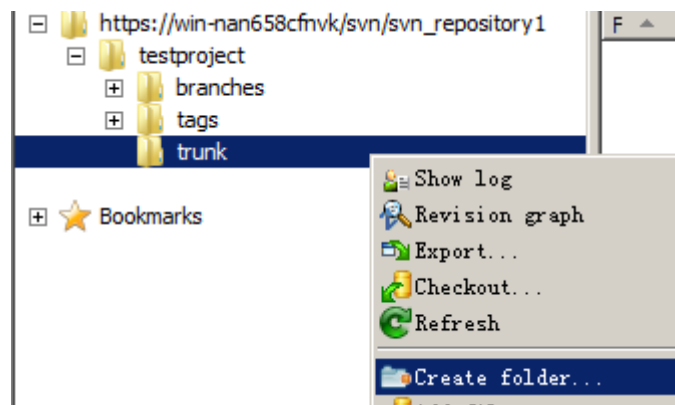 https://win-nan658cfnvk/svn/svn_repository1
F
testproject
branches
tags
trunk
Show log
Bookmarks
Revision graph
Export...
Checkout...
Refresh
Create folder...